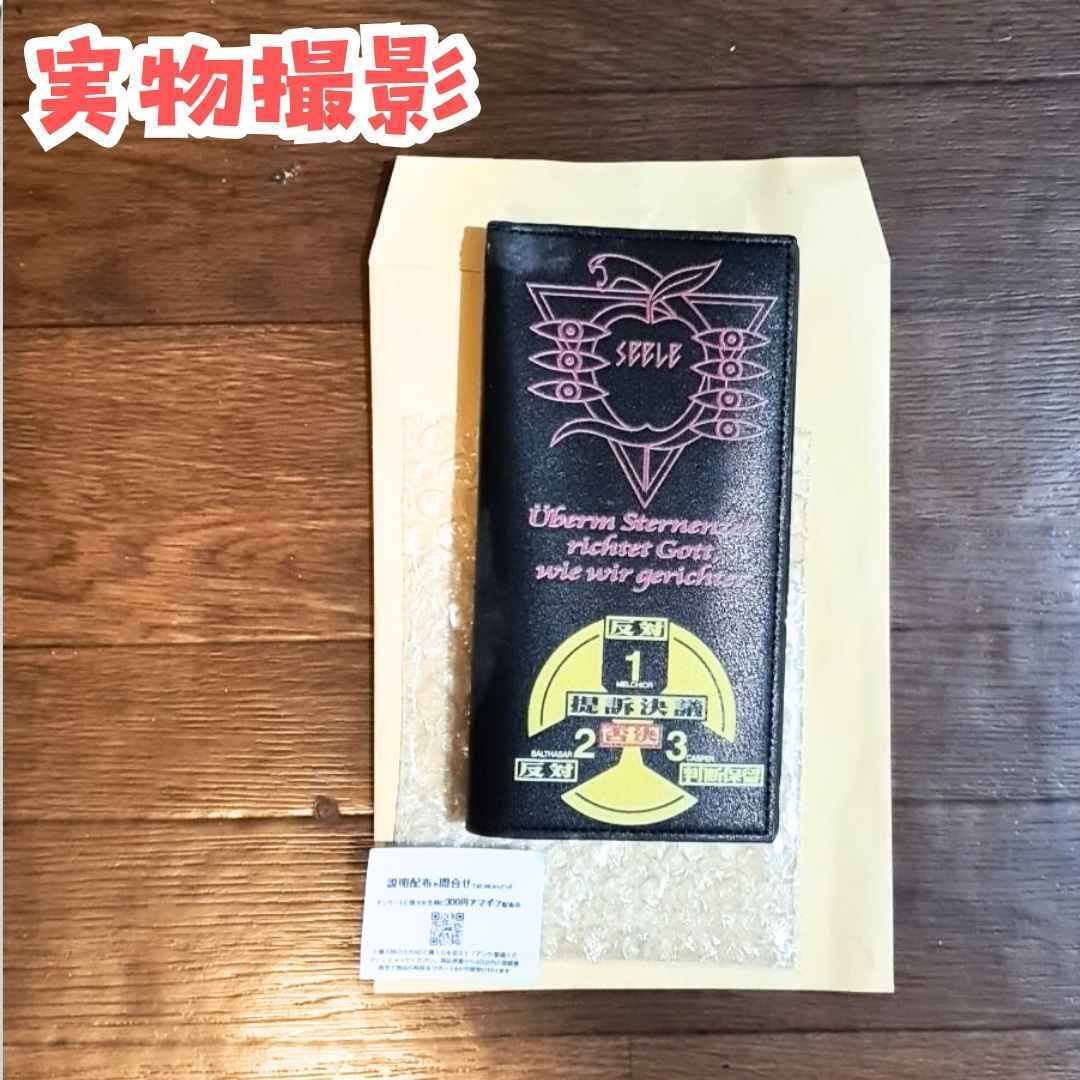 実物撮影
SEELE
Überm Sternenzelt
richtet Gott
wie wir gerichtet
反対
1
MELCHIOR
提訴決議
否決
BALTHASAR 2
3 CASPER
反対
判断保留
説明配布や問合せ